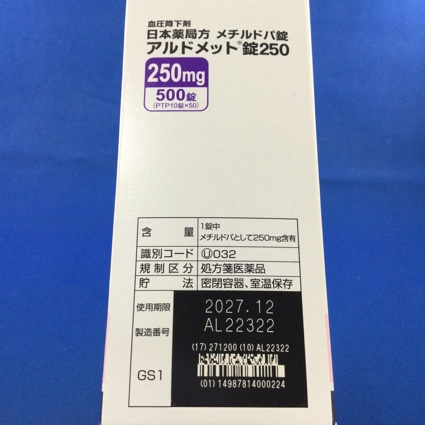 血圧降下剤
日本薬局方 メチルドパ錠
アルドメット®錠250
250mg
500錠
(PTP10錠×50)
含 量 1錠中
メチルドパとして250mg含有
識別コード Ⓤ032
規制区分 処方箋医薬品
貯 法 密閉容器、室温保存
使用期限 2027.12
製造番号 AL22322
(17) 271200 (10) AL22322
GS1
(01) 14987814000224